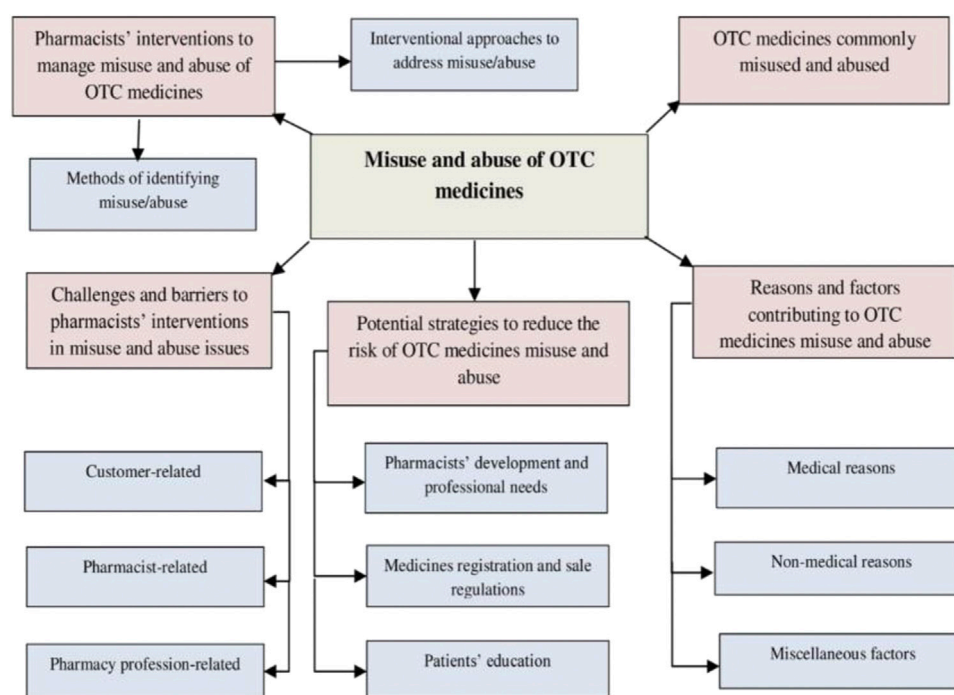 Pharmacists' interventions to
manage misuse and abuse of
OTC medicines
Interventional approaches to
address misuse/abuse
OTC medicines commonly
misused and abused
Misuse and abuse of OTC
medicines
Methods of identifying
misuse/abuse
Challenges and barriers to
pharmacists' interventions
in misuse and abuse issues
Potential strategies to reduce the
risk of OTC medicines misuse and
abuse
Reasons and factors
contributing to OTC
medicines misuse and abuse
Customer-related
Pharmacists' development and
professional needs
Medical reasons
Pharmacist-related
Medicines registration and sale
regulations
Non-medical reasons
Pharmacy profession-related
Patients' education
Miscellaneous factors